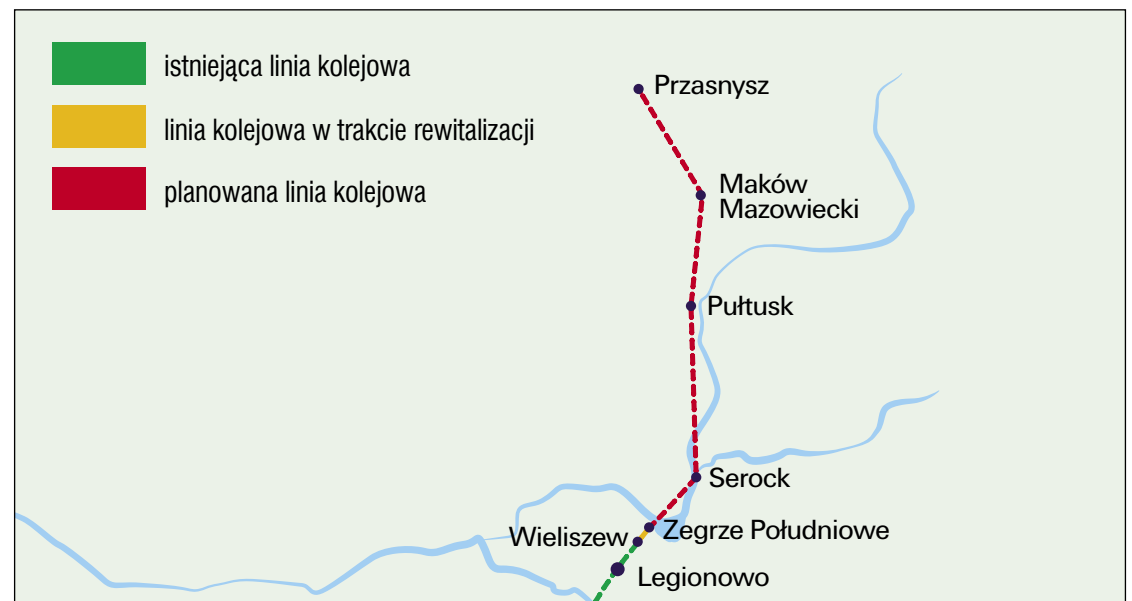 istniejąca linia kolejowa
linia kolejowa w trakcie rewitalizacji
planowana linia kolejowa
Przasnysz
Maków
Mazowiecki
Pułtusk
Serock
Zegrze Południowe
Wieliszew
Legionowo